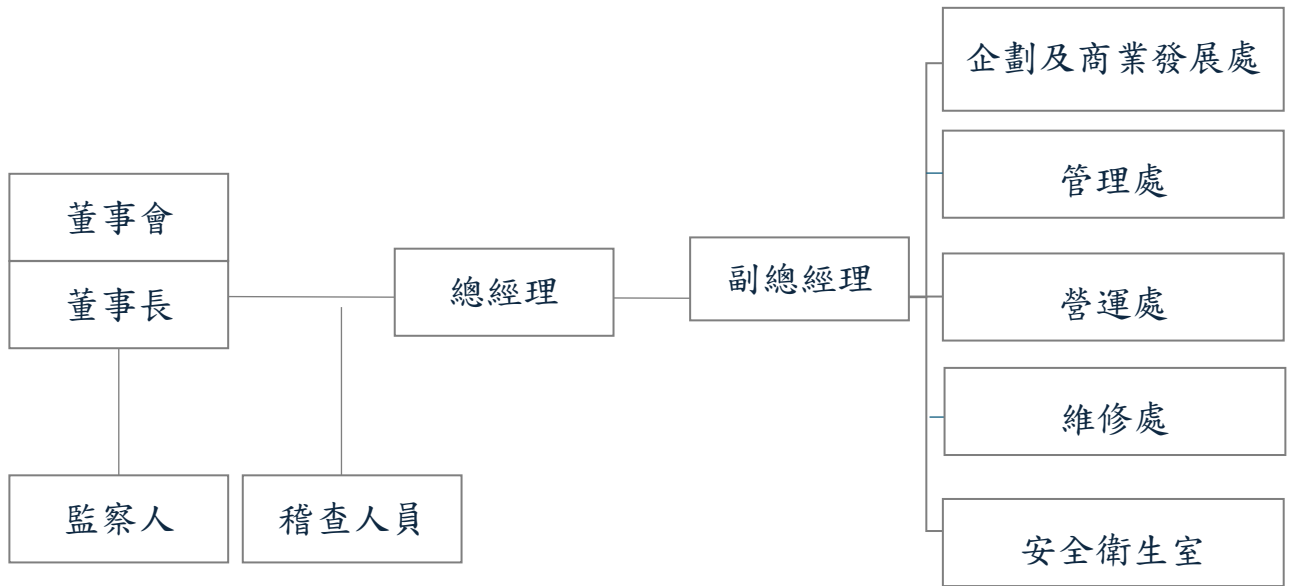 董事會
董事長
監察人
稽查人員
總經理
副總經理
企劃及商業發展處
管理處
營運處
維修處
安全衛生室